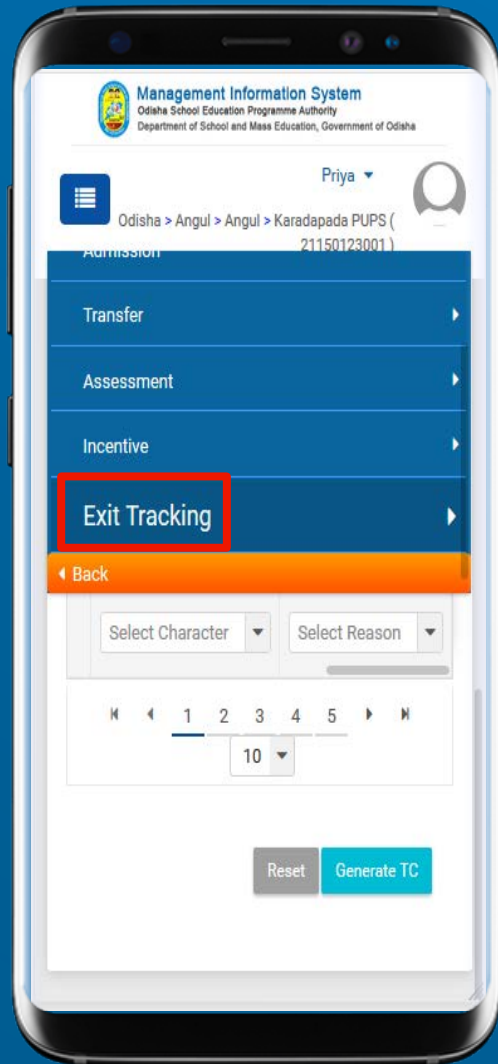 Management Information System
Odisha School Education Programme Authority
Department of School and Mass Education, Government of Odisha
Priya
Odisha > Angul > Angul > Karadapada PUPS (
21150123001 )
Admission
Transfer
Assessment
Incentive
Exit Tracking
Back
Select Character Select Reason
1 2 3 4 5
10
Reset Generate TC